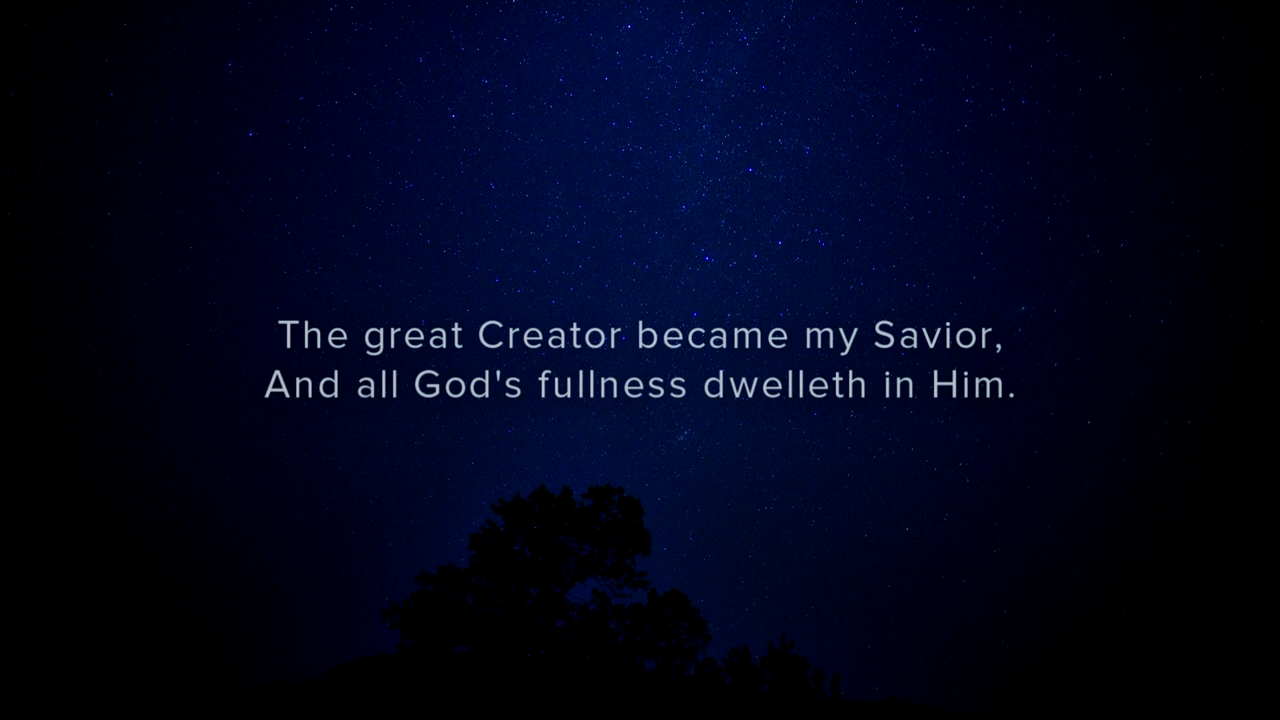 The great Creator became my Savior,
And all God's fullness dwelleth in Him.